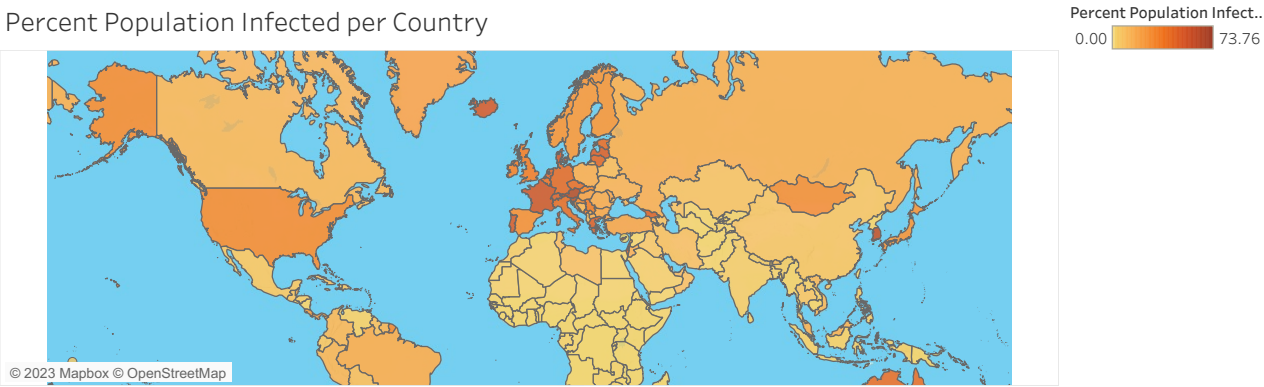 Percent Population Infected per Country
Percent Population Infect..
0.00
73.76
© 2023 Mapbox © OpenStreetMap